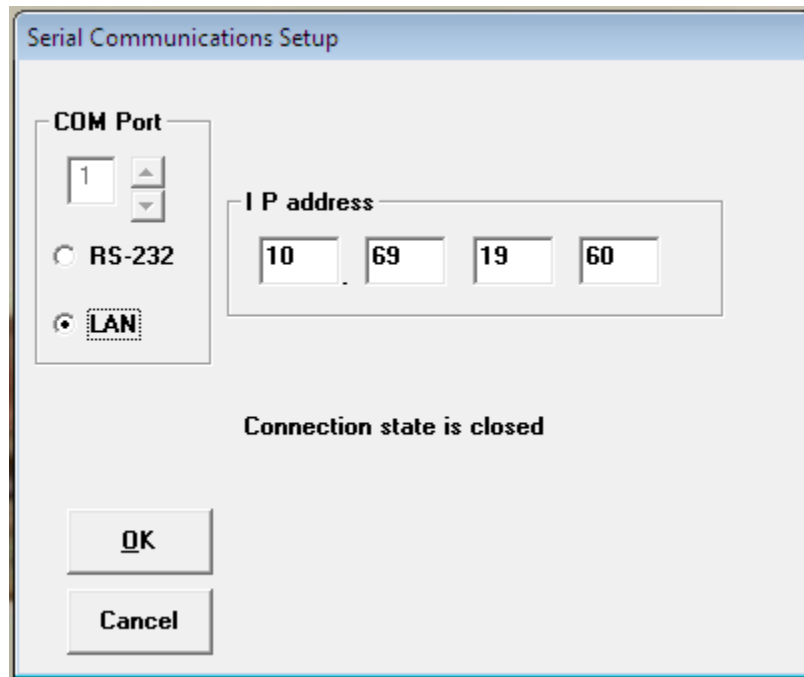 Serial Communications Setup
COM Port
1
I P address
RS-232
10 . 69 19 60
LAN
Connection state is closed
OK
Cancel